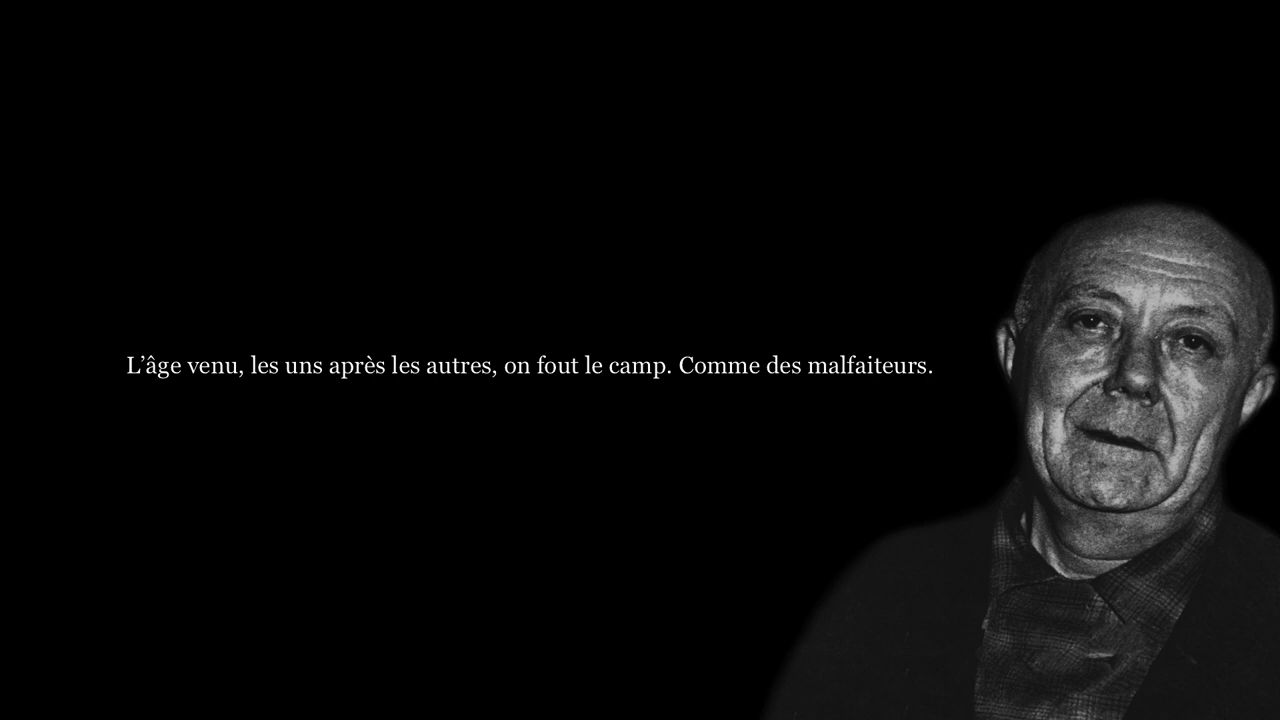 L’âge venu, les uns après les autres, on fout le camp. Comme des malfaiteurs.